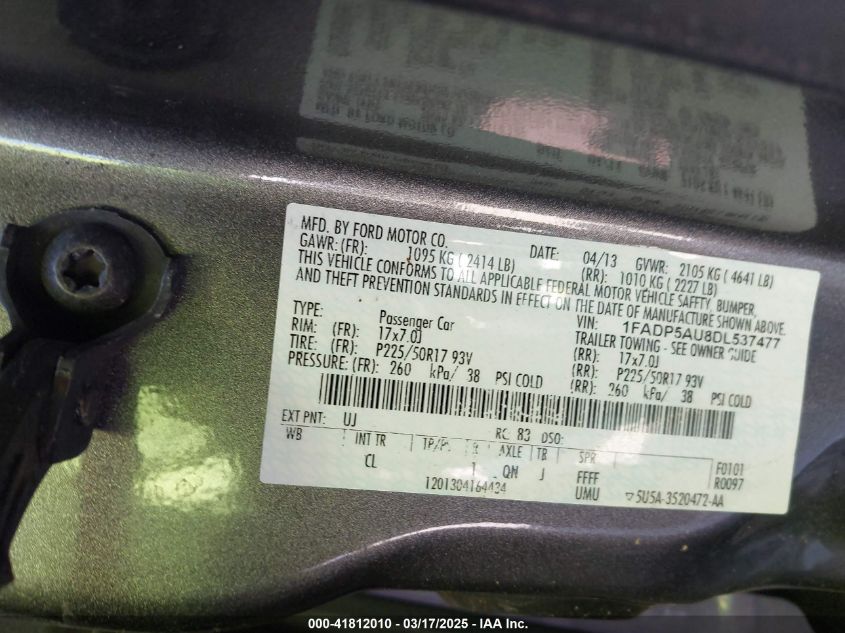 MFD. BY FORD MOTOR CO. DATE: 04/13 GVWR: 2105 KG ( 4641 LB)
GAWR: (FR): 1095 KG ( 2414 LB) (RR): 1010 KG ( 2227 LB)
THIS VEHICLE CONFORMS TO ALL APPLICABLE FEDERAL MOTOR VEHICLE SAFETY, BUMPER,
AND THEFT PREVENTION STANDARDS IN EFFECT ON THE DATE OF MANUFACTURE SHOWN ABOVE.
VIN: 1FADP5AU8DL537477
TYPE: Passenger Car TRAILER TOWING - SEE OWNER GUIDE
RIM: (FR): 17x7.0J (RR): 17x7.0J
TIRE: (FR): P225/50R17 93V (RR): P225/50R17 93V
PRESSURE: (FR): 260 kPa/ 38 PSI COLD (RR): 260 kPa/ 38 PSI COLD
EXT PNT: UJ RC: 83 DSO:
WB INT TR TP/PS R AXLE TR SPR F0101
CL 1 QN J FFFF R0097
1201304164434 UMU 5U5A-3520472-AA
000-41812010 - 03/17/2025 - IAA Inc.